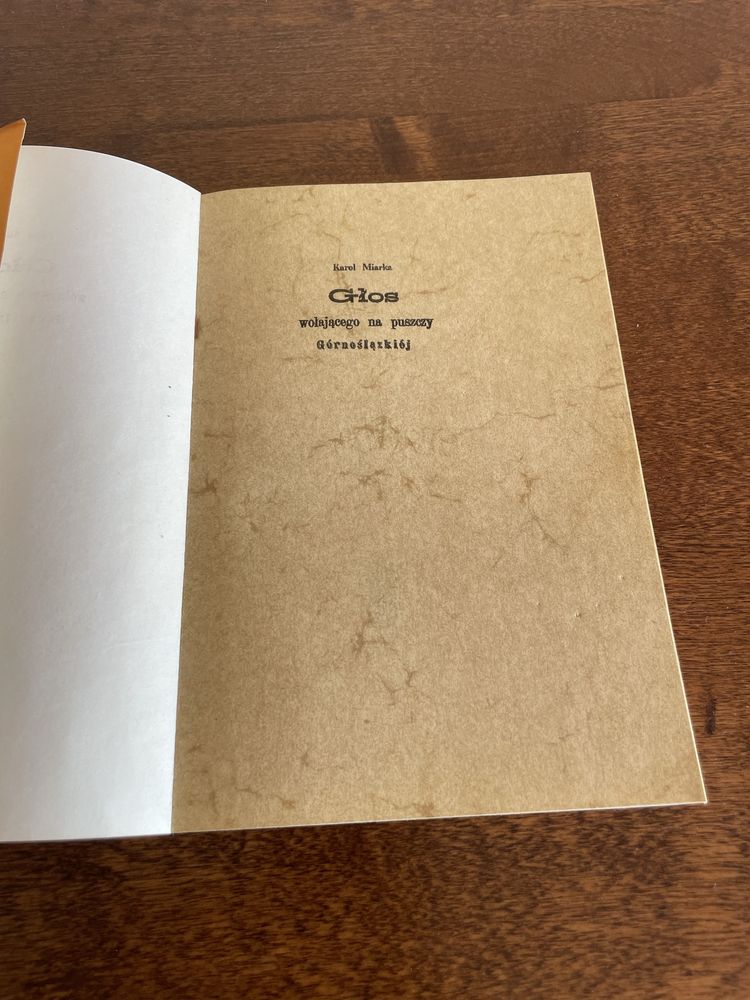 Karol Miarka
Głos
wołającego na puszczy
Górnoślązkiéj